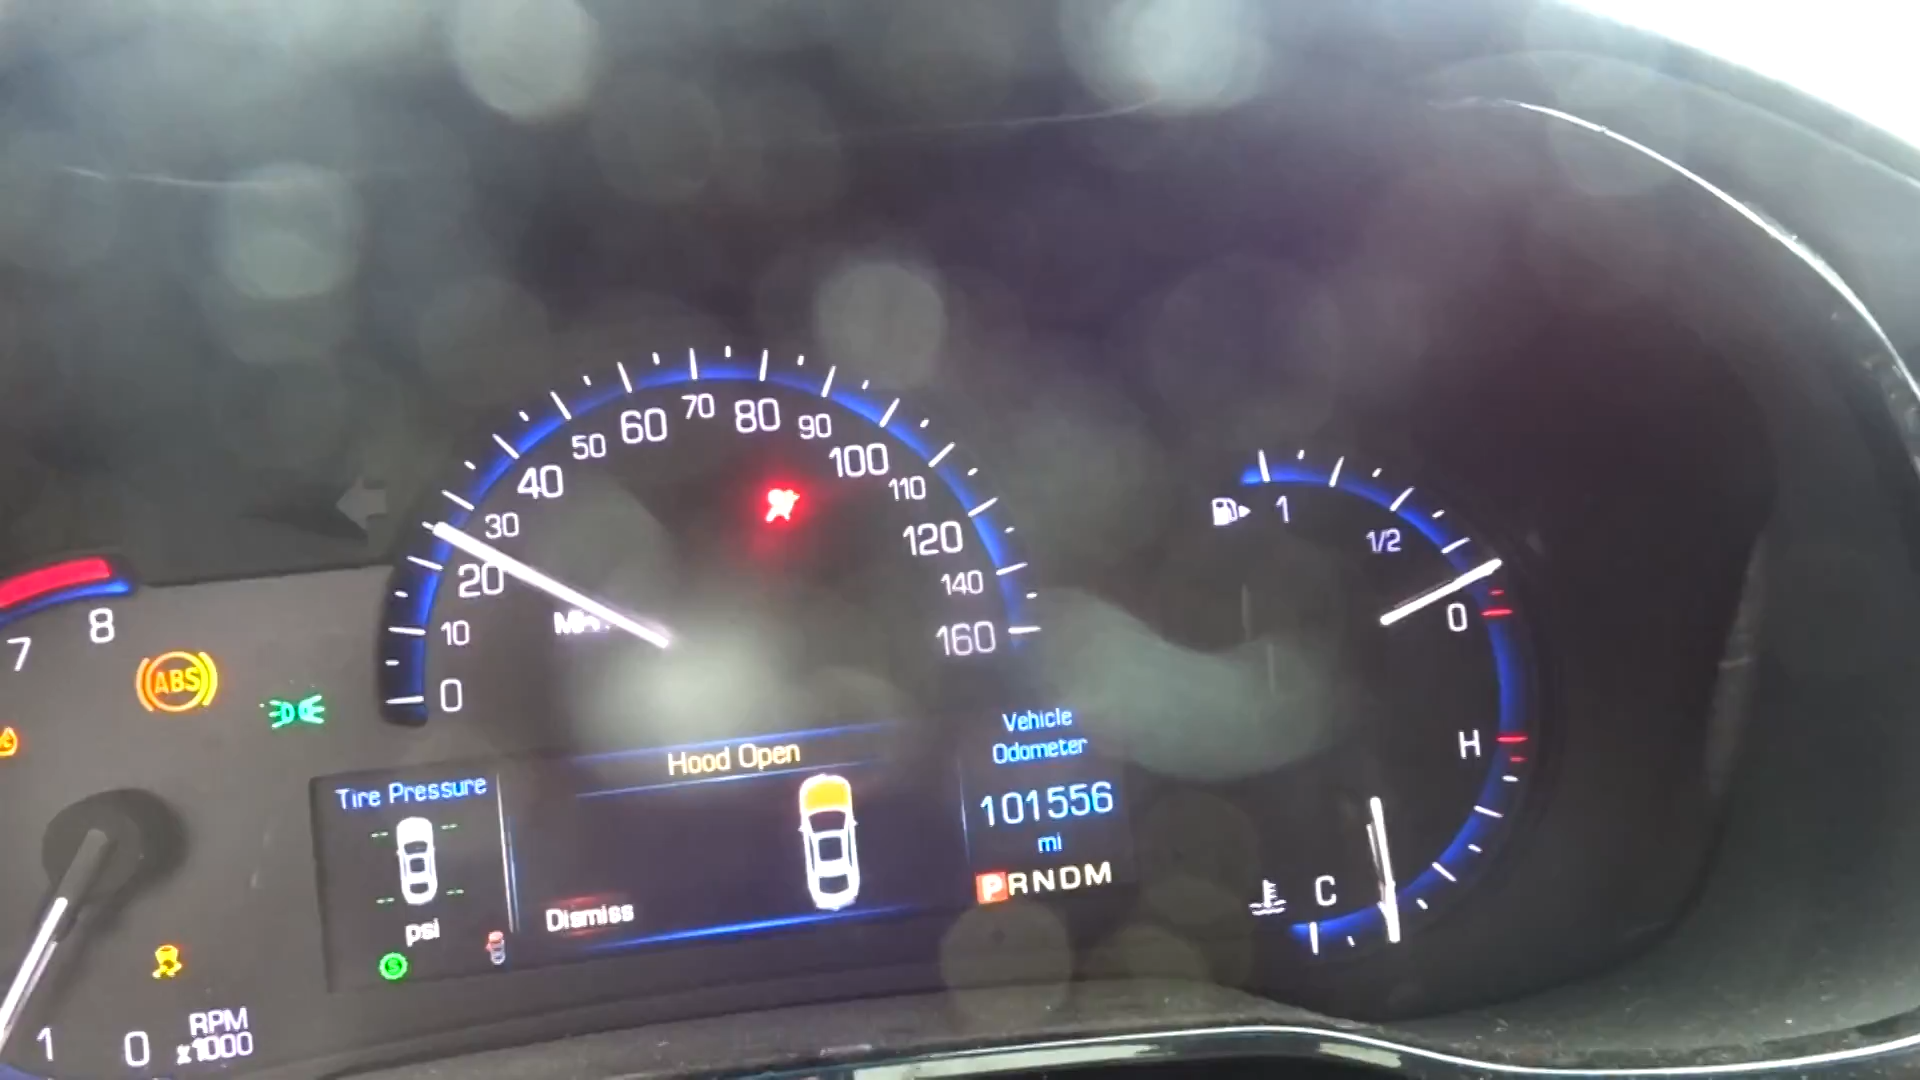 60 70 80
50 90
40 100
30 110
20 120
10 140
0 160
MPH
1
1/2
0
H
C
7 8
ABS
Tire Pressure
psi
Hood Open
Dismiss
Vehicle
Odometer
101556
mi
PRNDM
1 0
RPM
x1000